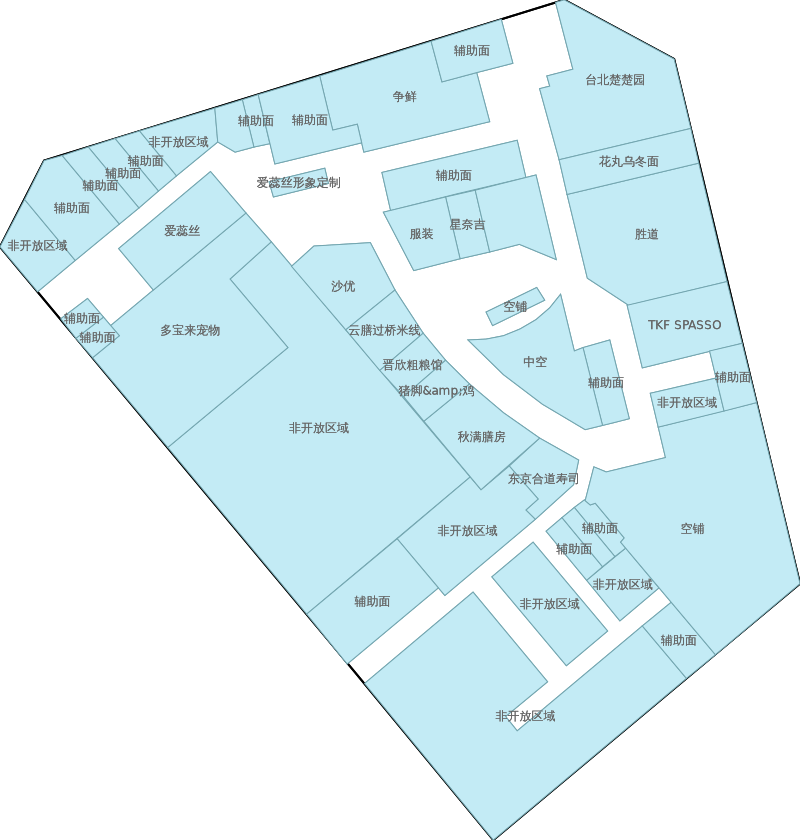 辅助面
台北楚楚园
争鲜
辅助面
辅助面
非开放区域
辅助面
花丸乌冬面
辅助面
辅助面
爱蕊丝形象定制
辅助面
辅助面
星奈吉
爱蕊丝
服装
胜道
非开放区域
沙优
空铺
辅助面
TKF SPASSO
多宝来宠物
云膳过桥米线
辅助面
中空
晋欣粗粮馆
辅助面
辅助面
猪脚&amp;鸡
非开放区域
非开放区域
秋满膳房
东京合道寿司
非开放区域
辅助面
空铺
辅助面
非开放区域
辅助面
非开放区域
辅助面
非开放区域